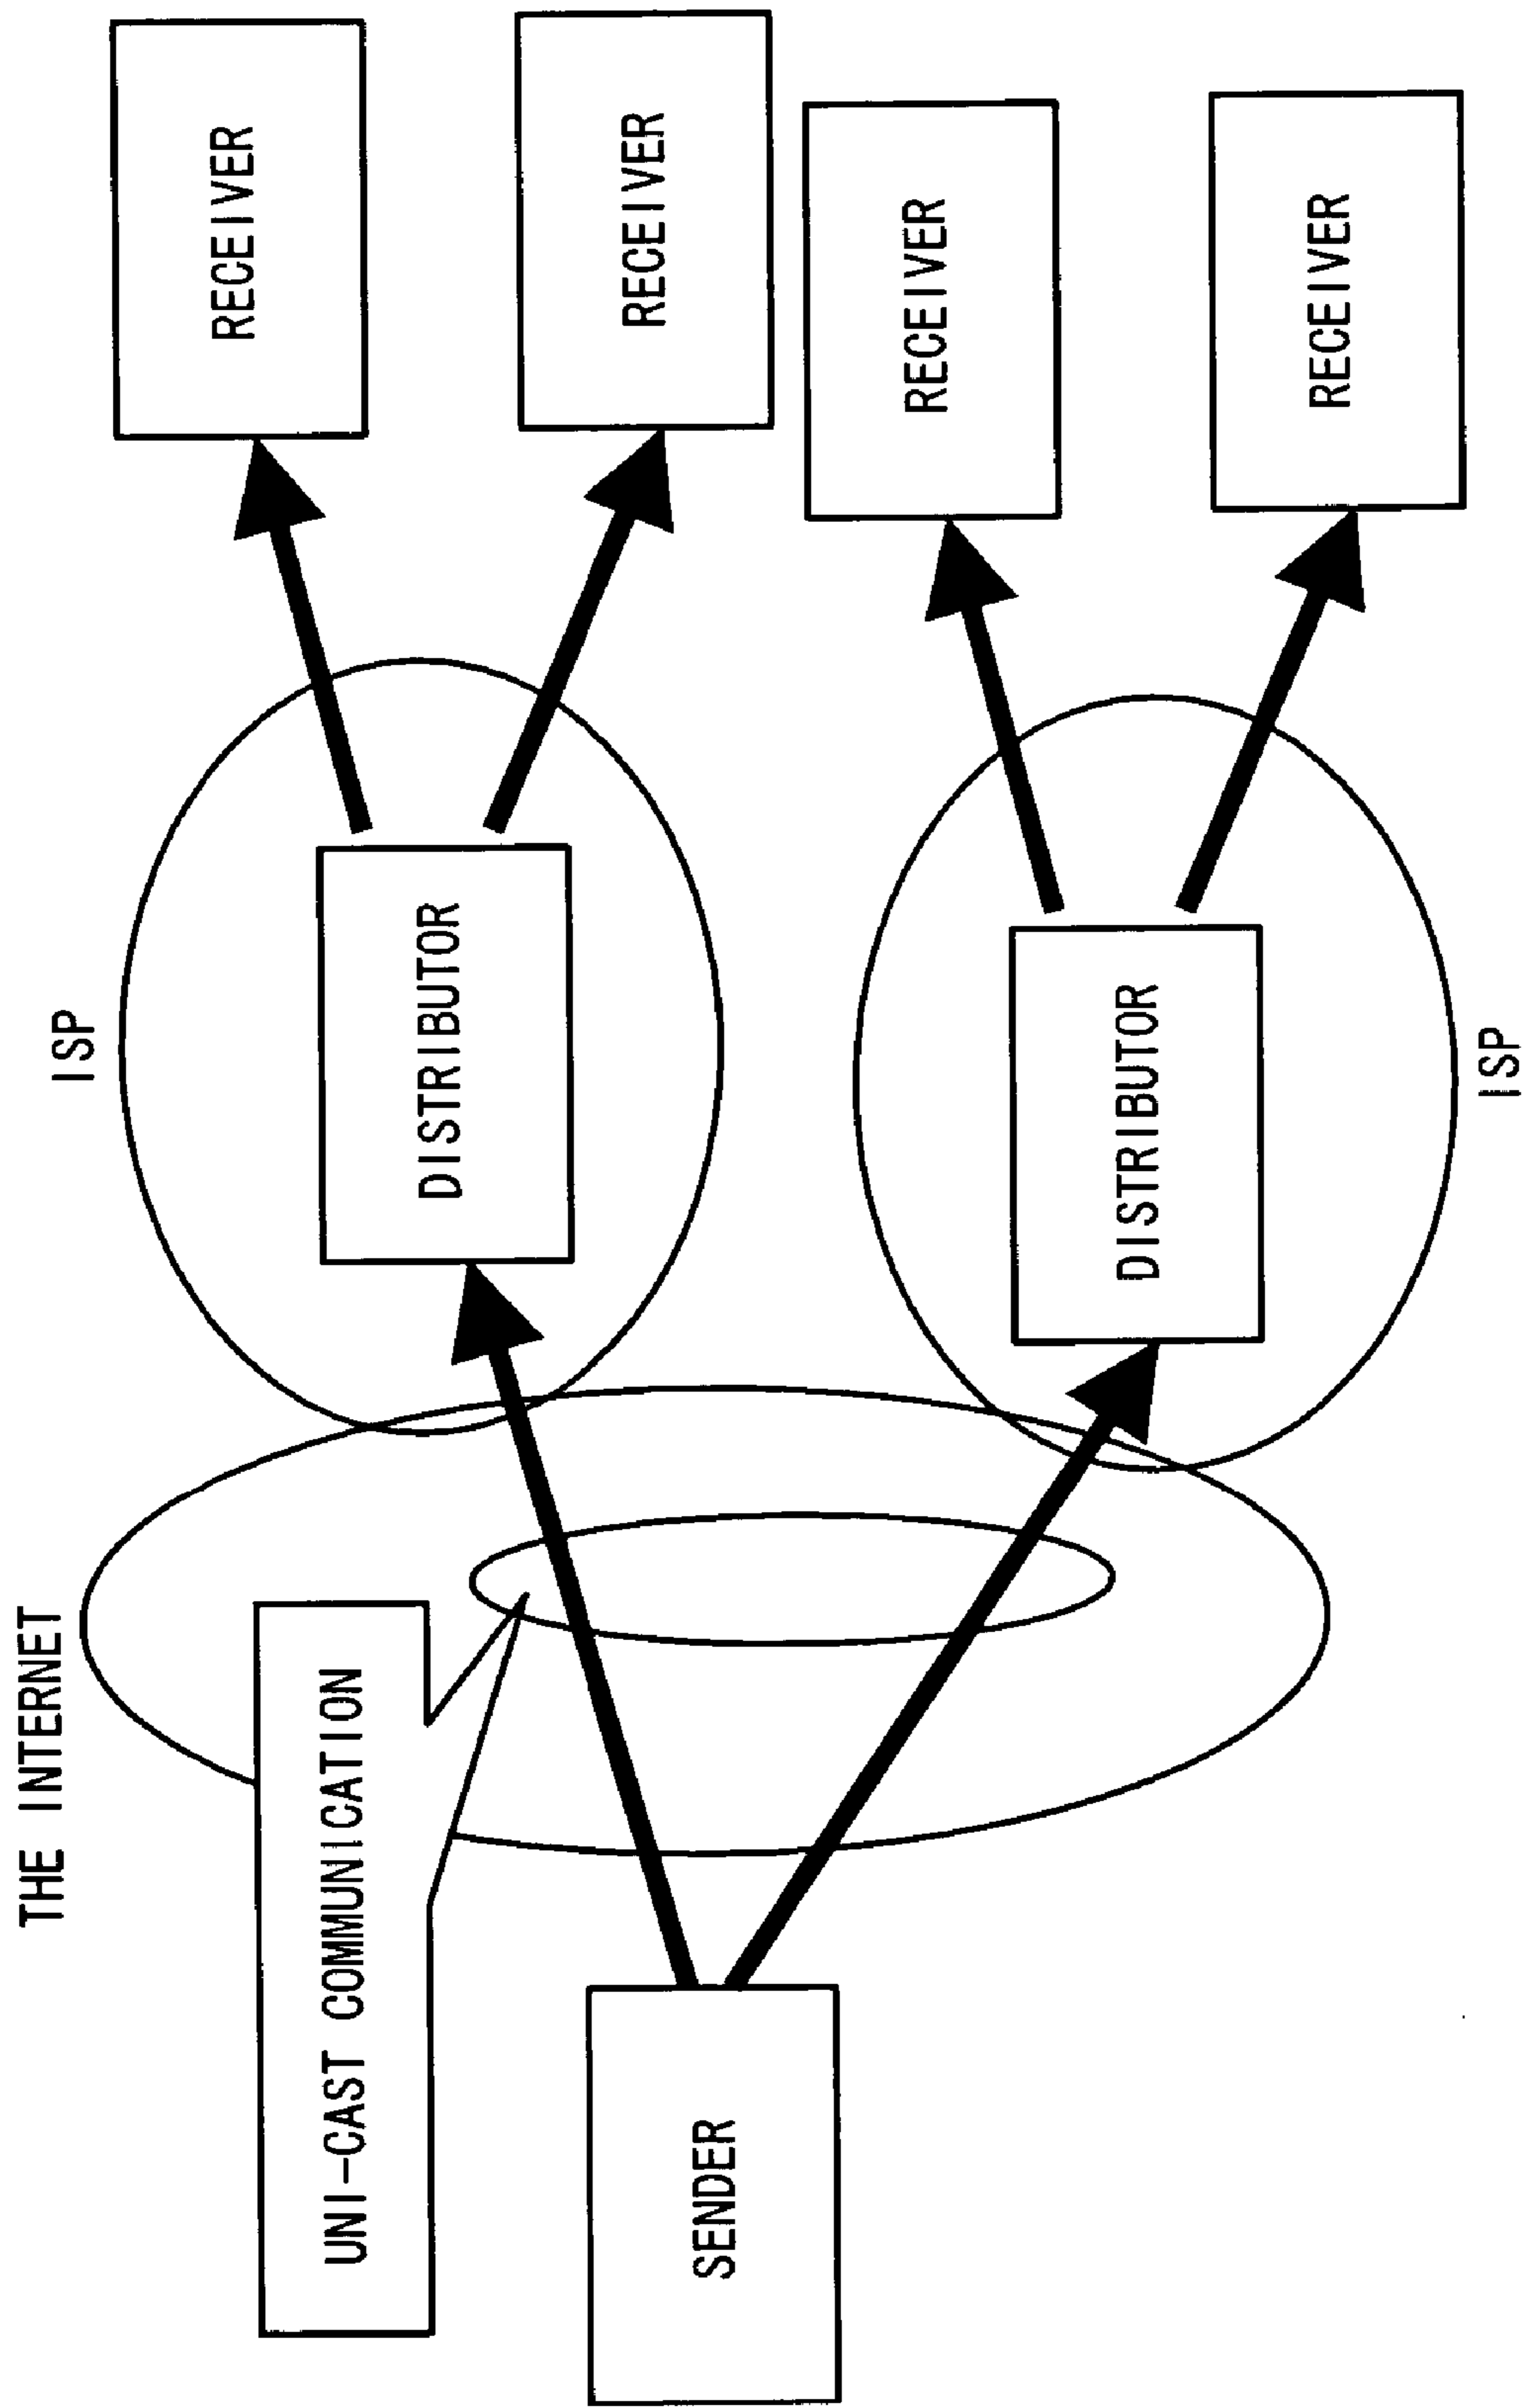 THE INTERNET
ISP
UNI-CAST COMMUNICATION
SENDER
DISTRIBUTOR
DISTRIBUTOR
RECEIVER
RECEIVER
RECEIVER
RECEIVER
ISP